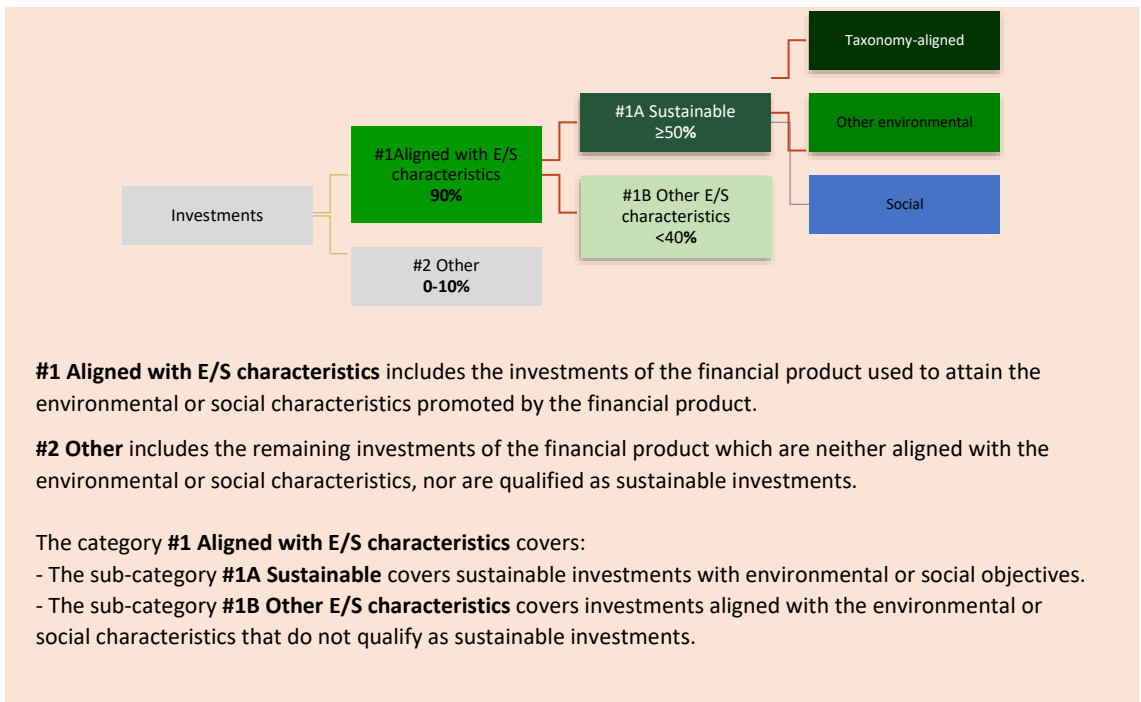 Taxonomy-aligned
#1A Sustainable
≥50%
Other environmental
#1Aligned with E/S
characteristics
90%
Investments
#1B Other E/S
characteristics
<40%
Social
#2 Other
0-10%
#1 Aligned with E/S characteristics includes the investments of the financial product used to attain the
environmental or social characteristics promoted by the financial product.
#2 Other includes the remaining investments of the financial product which are neither aligned with the
environmental or social characteristics, nor are qualified as sustainable investments.
The category #1 Aligned with E/S characteristics covers:
- The sub-category #1A Sustainable covers sustainable investments with environmental or social objectives.
- The sub-category #1B Other E/S characteristics covers investments aligned with the environmental or
social characteristics that do not qualify as sustainable investments.